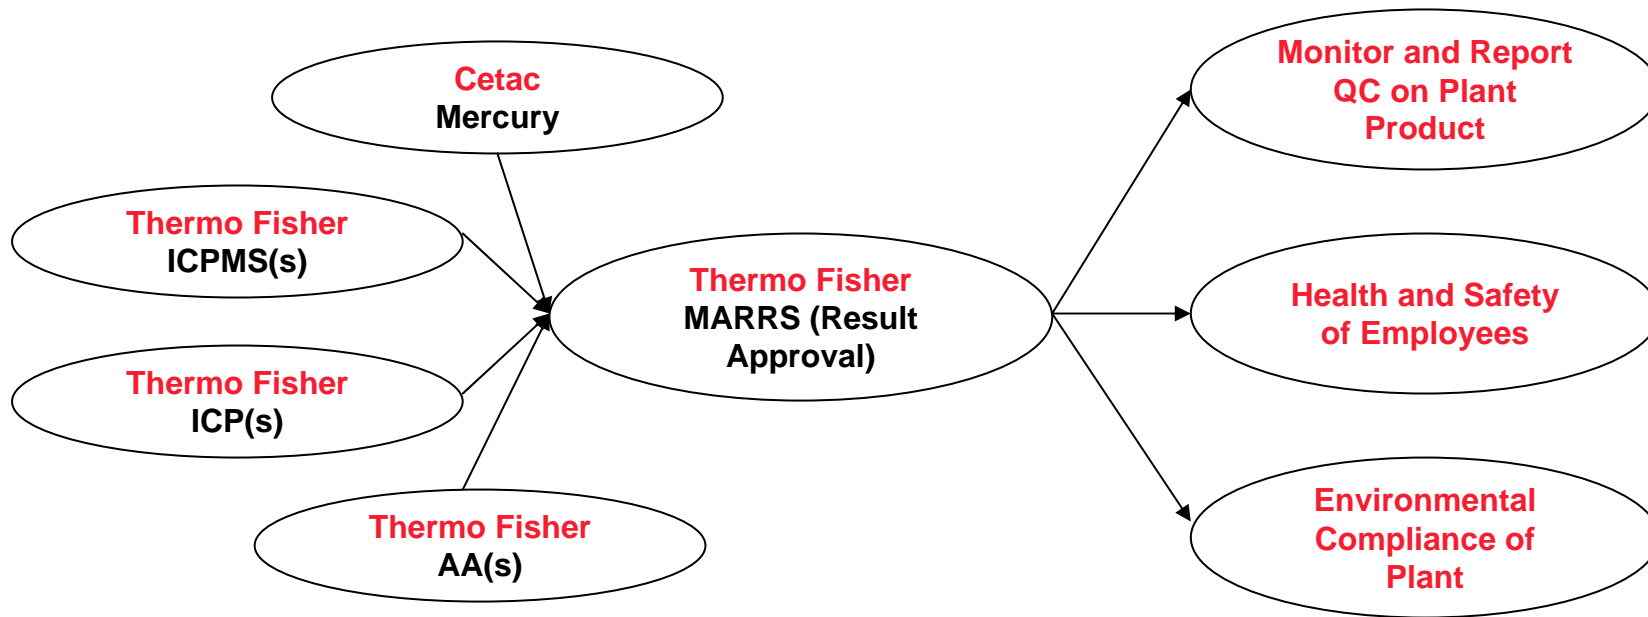 Cetac
Mercury
Thermo Fisher
ICPMS(s)
Thermo Fisher
ICP(s)
Thermo Fisher
AA(s)
Thermo Fisher
MARRS (Result
Approval)
Monitor and Report
QC on Plant
Product
Health and Safety
of Employees
Environmental
Compliance of
Plant